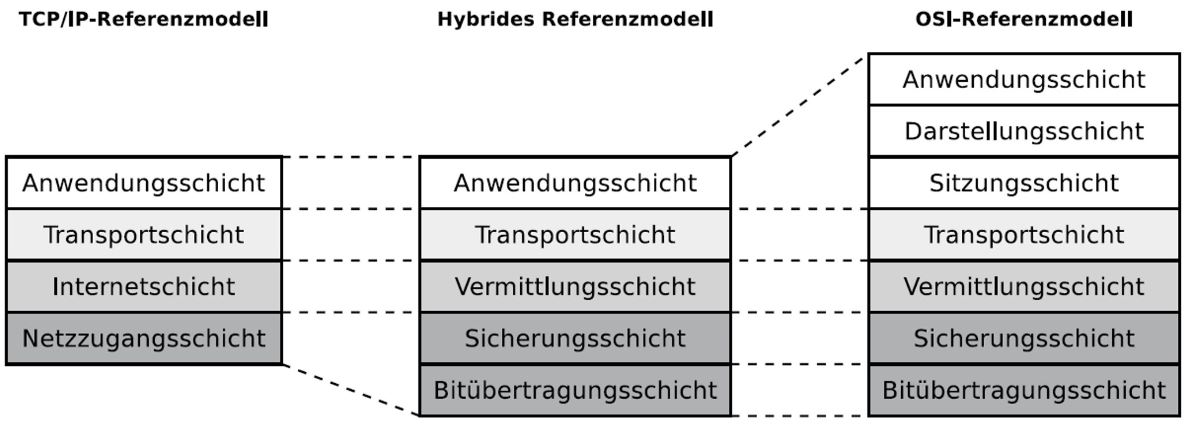 TCP/IP-Referenzmodell
Anwendungsschicht
Transportschicht
Internetschicht
Netzzugangsschicht
Hybrides Referenzmodell
Anwendungsschicht
Transportschicht
Vermittlungsschicht
Sicherungsschicht
Bitübertragungsschicht
OSI-Referenzmodell
Anwendungsschicht
Darstellungsschicht
Sitzungsschicht
Transportschicht
Vermittlungsschicht
Sicherungsschicht
Bitübertragungsschicht